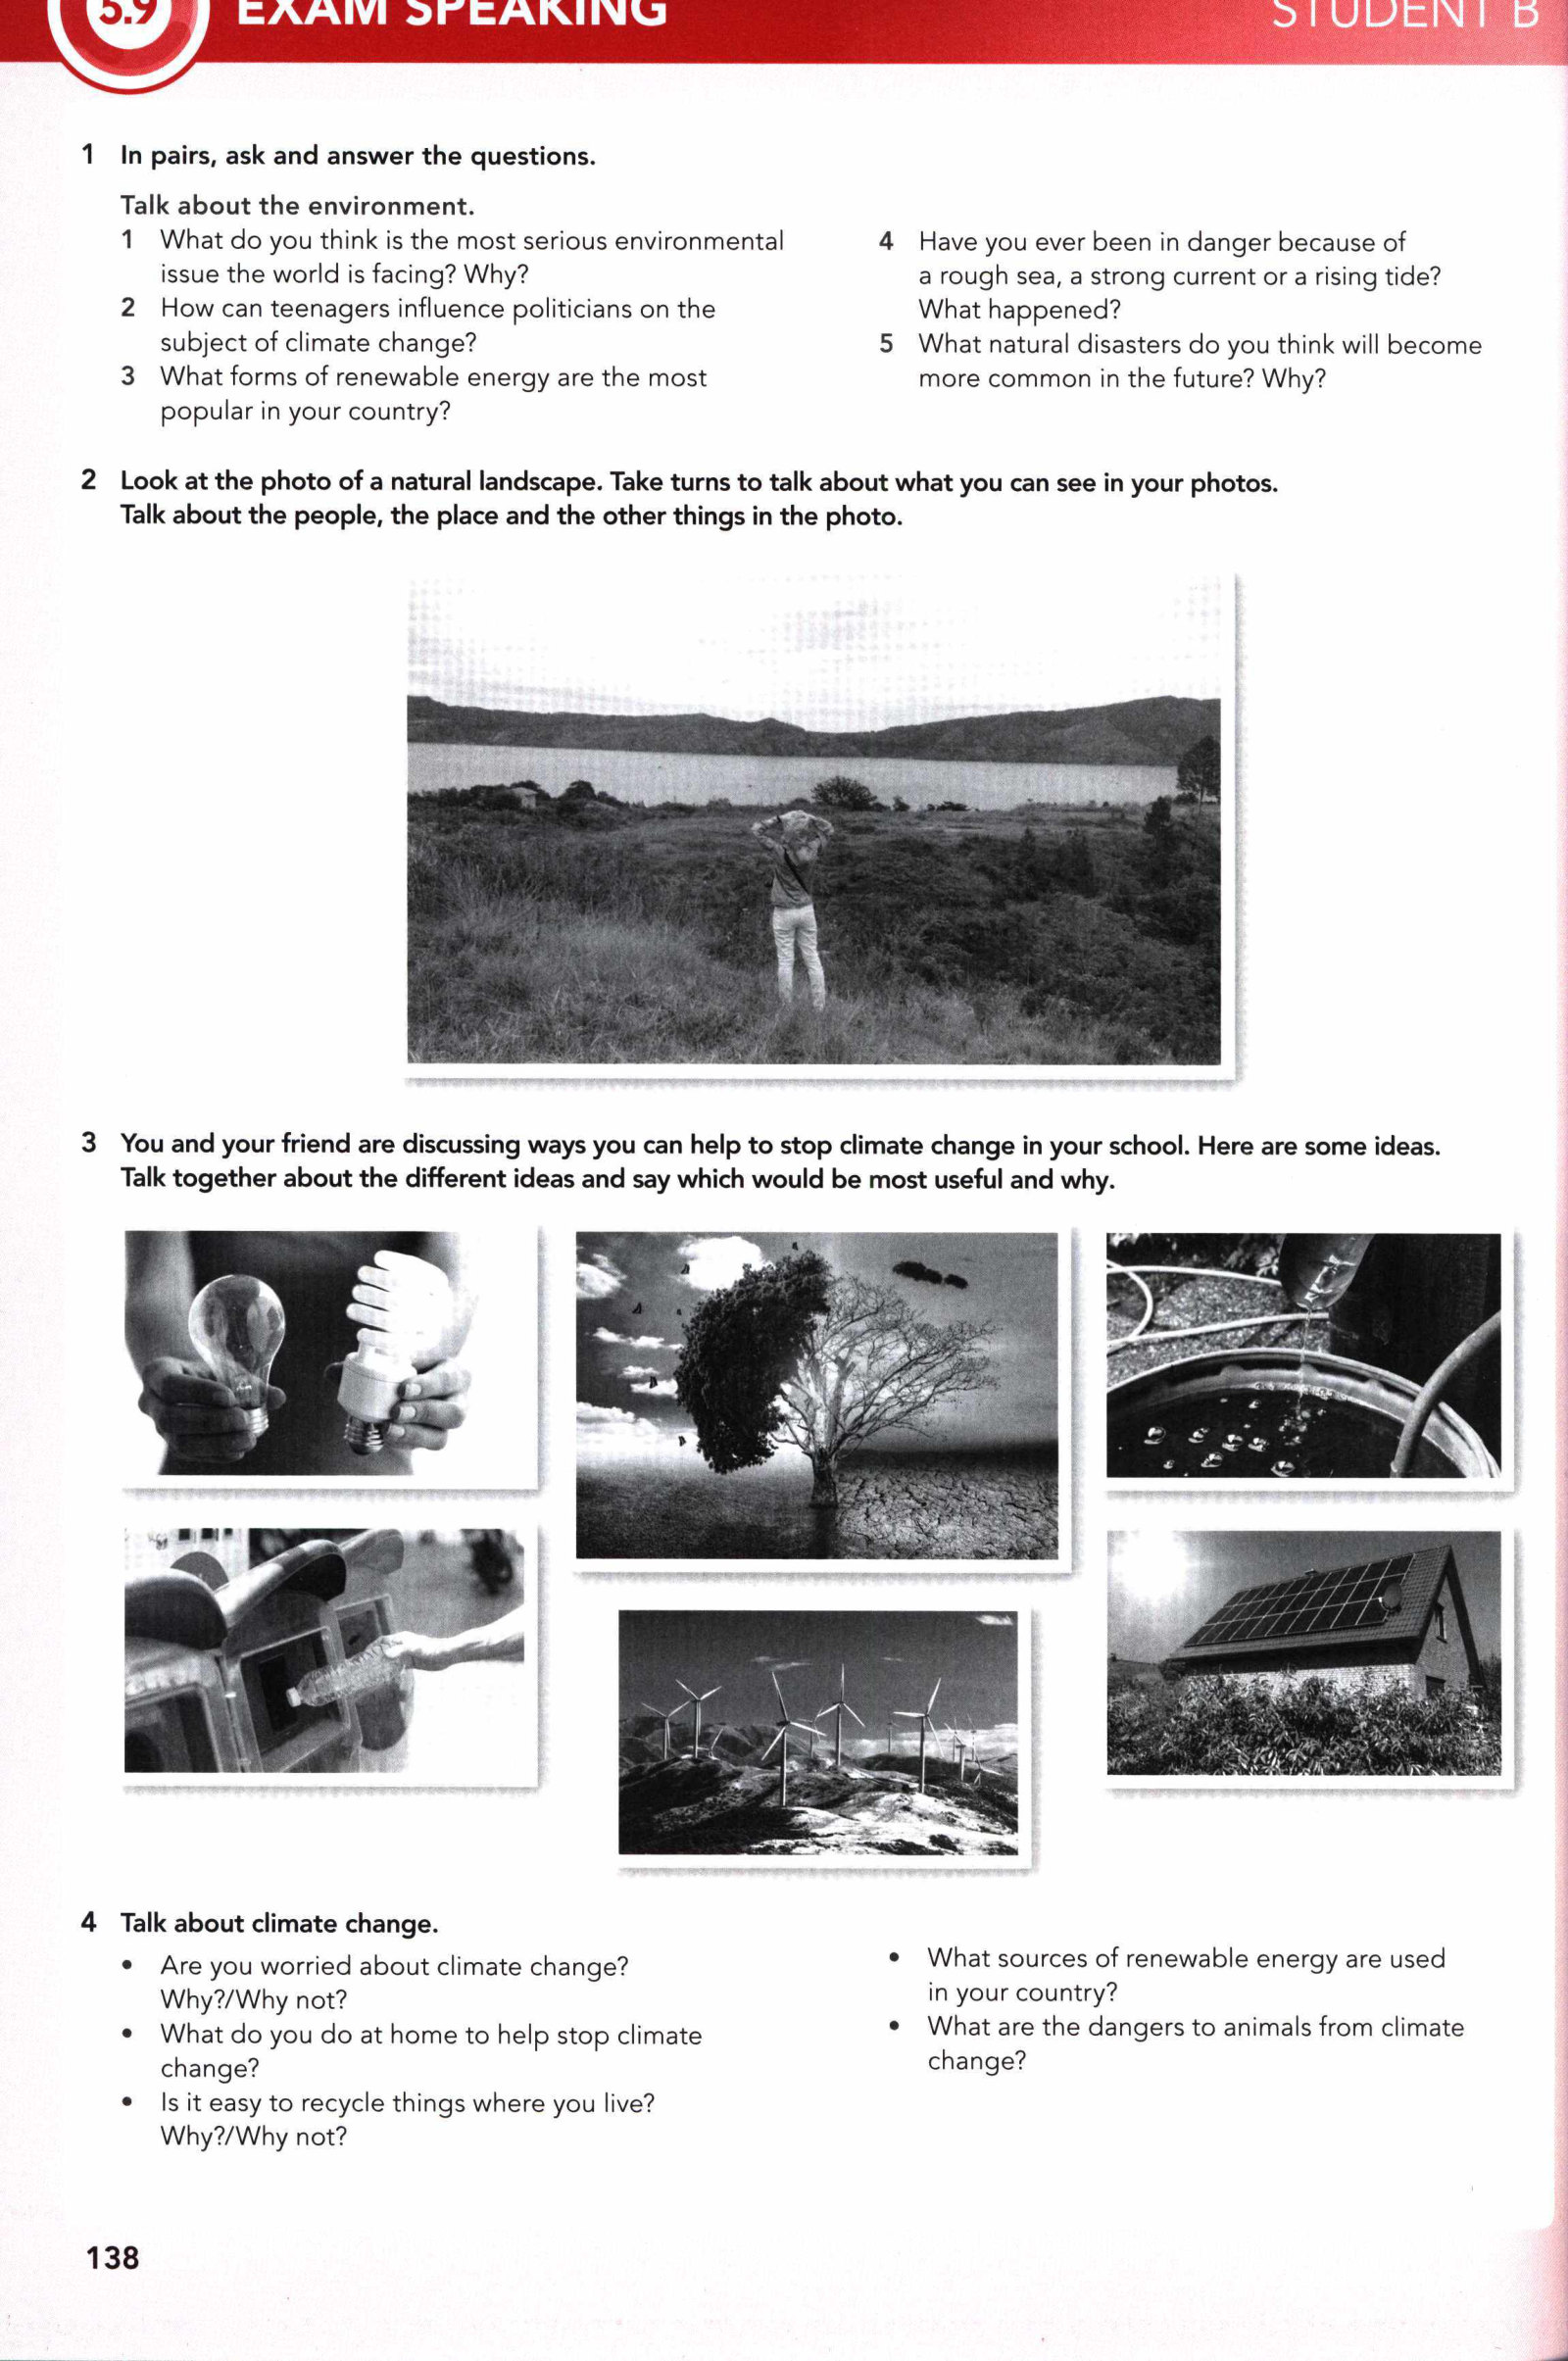 5.9 EXAM SPEAKING STUDENT B
1 In pairs, ask and answer the questions.
Talk about the environment.
1 What do you think is the most serious environmental
issue the world is facing? Why?
2 How can teenagers influence politicians on the
subject of climate change?
3 What forms of renewable energy are the most
popular in your country?
4 Have you ever been in danger because of
a rough sea, a strong current or a rising tide?
What happened?
5 What natural disasters do you think will become
more common in the future? Why?
2 Look at the photo of a natural landscape. Take turns to talk about what you can see in your photos.
Talk about the people, the place and the other things in the photo.
3 You and your friend are discussing ways you can help to stop climate change in your school. Here are some ideas.
Talk together about the different ideas and say which would be most useful and why.
4 Talk about climate change.
• Are you worried about climate change?
Why?/Why not?
• What do you do at home to help stop climate
change?
• Is it easy to recycle things where you live?
Why?/Why not?
• What sources of renewable energy are used
in your country?
• What are the dangers to animals from climate
change?
138